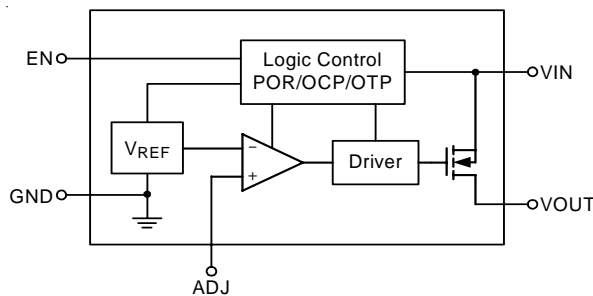 EN
Logic Control
POR/OCP/OTP
VIN
VREF
−
+
Driver
GND
VOUT
ADJ